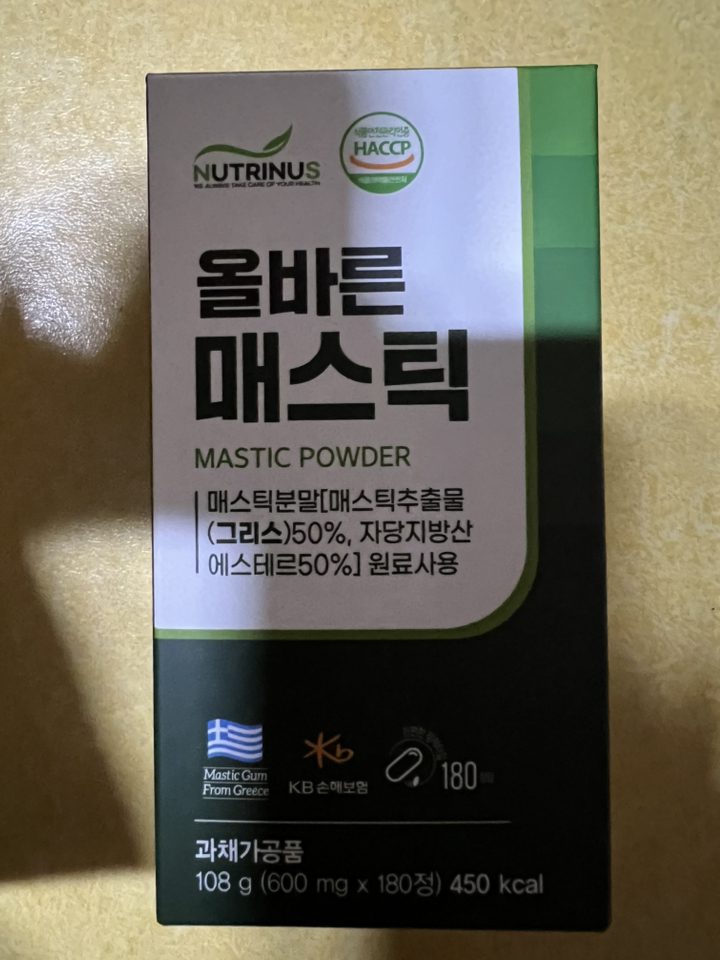 NUTRINUS
WE ALWAYS TAKE CARE OF YOUR HEALTH
HACCP
올바른
매스틱
MASTIC POWDER
매스틱분말[매스틱추출물
(그리스)50%, 자당지방산
에스테르50%] 원료사용
Mastic Gum
From Greece
Kb
KB손해보험
180
과채가공품
108 g (600 mg x 180정) 450 kcal